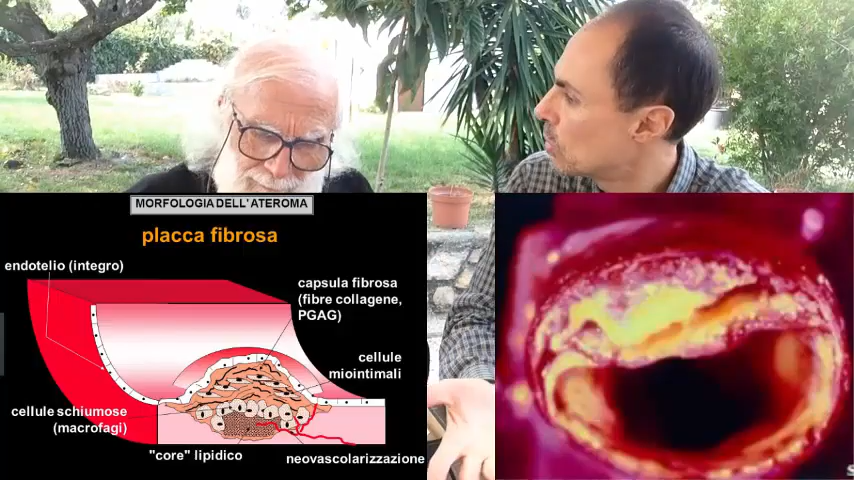 MORFOLOGIA DELL' ATEROMA
placca fibrosa
endotelio (integro)
capsula fibrosa
(fibre collagene,
PGAG)
cellule
miointimali
cellule schiumose
(macrofagi)
"core" lipidico
neovascolarizzazione
S